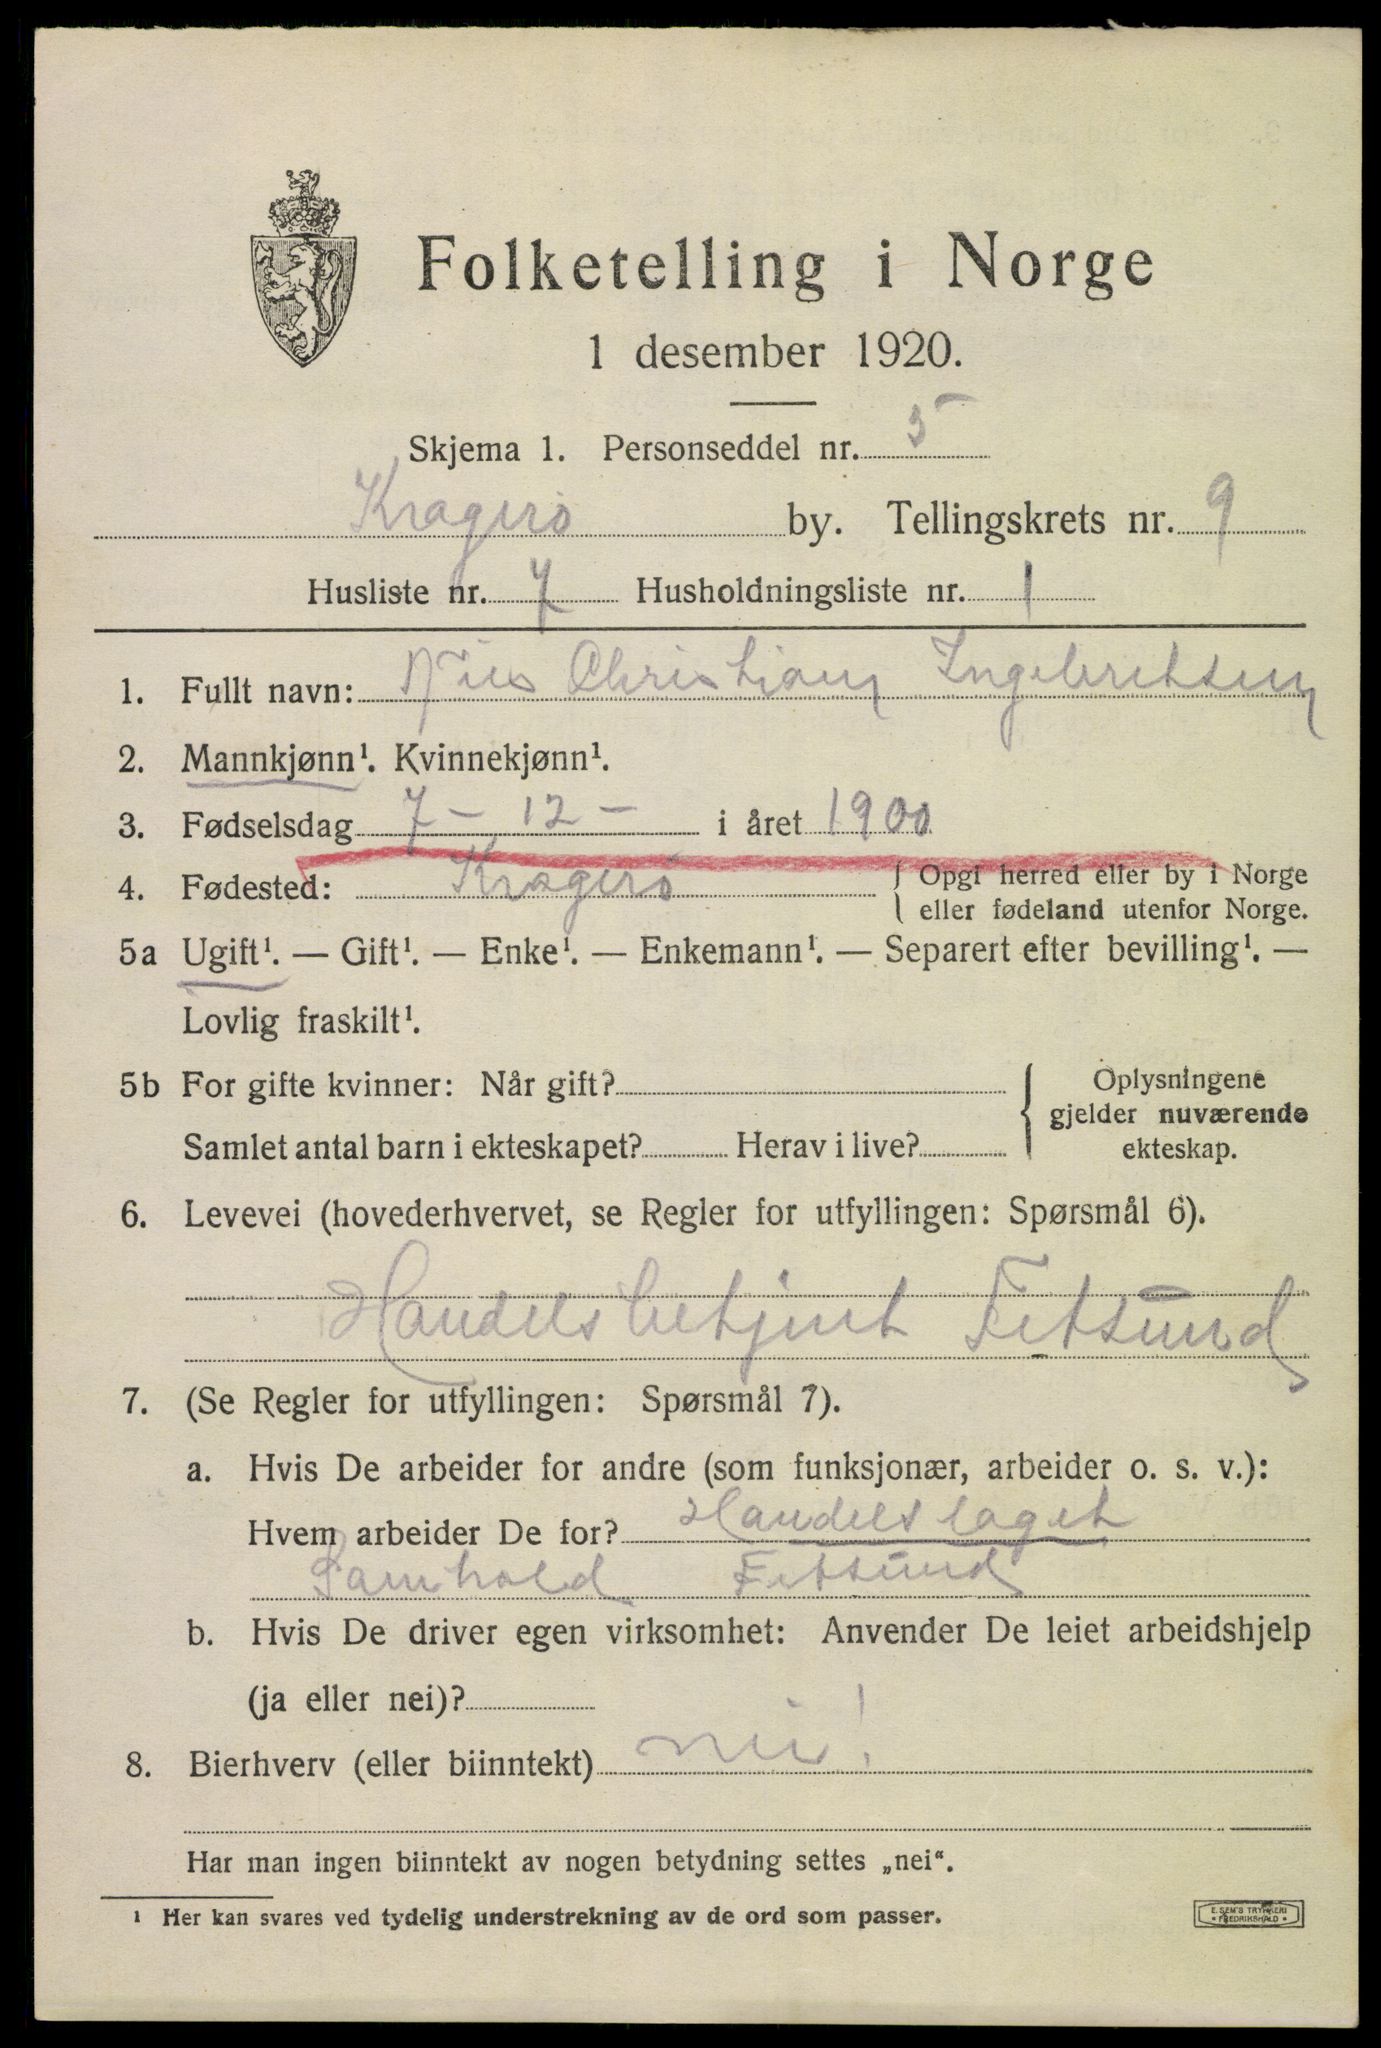 Folketelling i Norge
1 desember 1920.
Skjema 1. Personseddel nr. 5
Kragerø by. Tellingskrets nr. 9
Husliste nr. 7 Husholdningsliste nr. 1
1. Fullt navn: Nils Christian Ingebretsen
2. Mannkjønn¹. Kvinnekjønn¹.
3. Fødselsdag 7 - 12 - i året 1900
4. Fødested: Kragerø { Opgi herred eller by i Norge
eller fødeland utenfor Norge.
5a Ugift¹. — Gift¹. — Enke¹. — Enkemann¹. — Separert efter bevilling¹. —
Lovlig fraskilt¹.
5b For gifte kvinner: Når gift? { Oplysningene
gjelder nuværende
Samlet antal barn i ekteskapet? Herav i live? ekteskap.
6. Levevei (hovederhvervet, se Regler for utfyllingen: Spørsmål 6).
Handelsbetjent Fetsund
7. (Se Regler for utfyllingen: Spørsmål 7).
a. Hvis De arbeider for andre (som funksjonær, arbeider o. s. v.):
Hvem arbeider De for? Handelslaget
Samhold Fetsund
b. Hvis De driver egen virksomhet: Anvender De leiet arbeidshjelp
(ja eller nei)?
8. Bierhverv (eller biinntekt) nei!
Har man ingen biinntekt av nogen betydning settes „nei“.
¹ Her kan svares ved tydelig understrekning av de ord som passer.
E. SEM'S TRYKKERI
FREDRIKSHALD